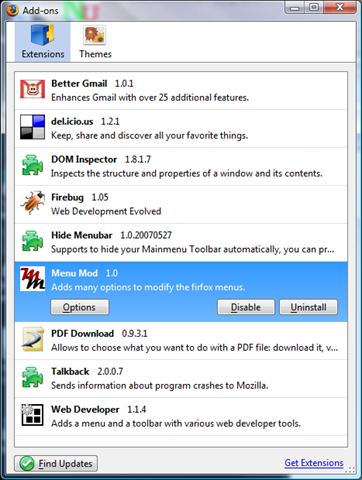 Add-ons
Extensions Themes
Better Gmail 1.0.1
Enhances Gmail with over 25 additional features.
del.icio.us 1.2.1
Keep, share and discover all your favorite things.
DOM Inspector 1.8.1.7
Inspects the structure and properties of a window and its contents.
Firebug 1.05
Web Development Evolved
Hide Menubar 1.0.20070527
Supports to hide your Mainmenu Toolbar automatically, you can pr...
Menu Mod 1.0
Adds many options to modify the firfox menus.
Options Disable Uninstall
PDF Download 0.9.3.1
Allows to choose what you want to do with a PDF file: download it, v...
Talkback 2.0.0.7
Sends information about program crashes to Mozilla.
Web Developer 1.1.4
Adds a menu and a toolbar with various web developer tools.
Find Updates Get Extensions